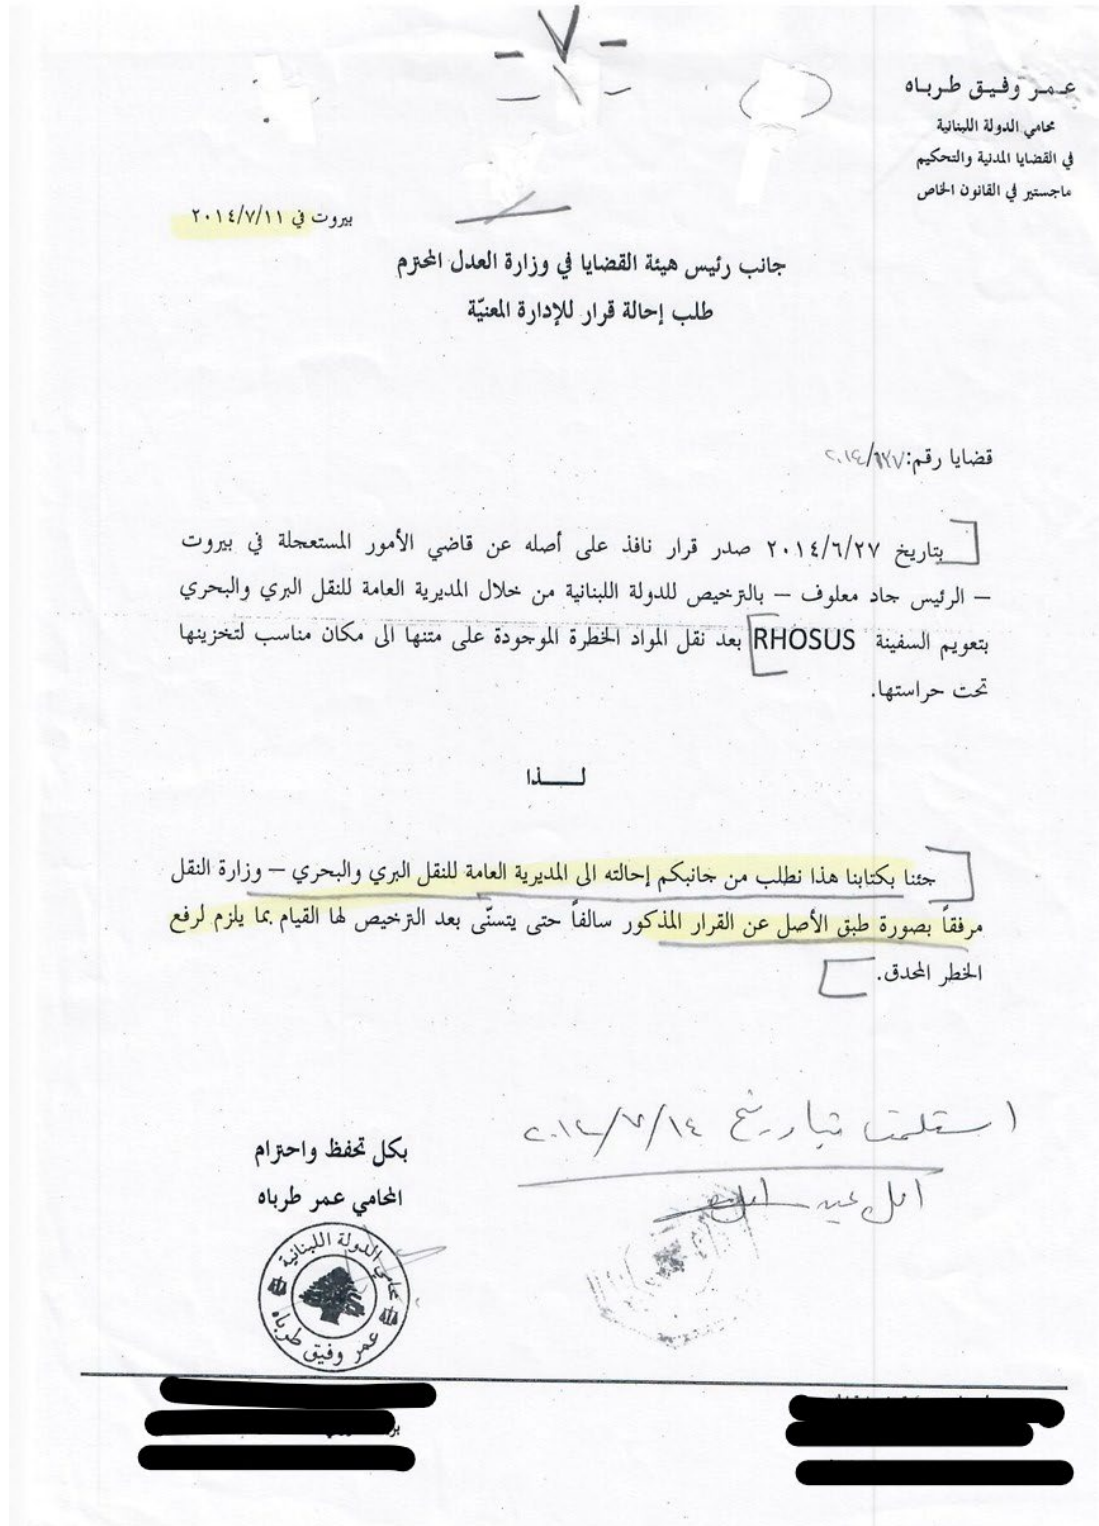 - ٧ -
عمر وفيق طرباه
محامي الدولة اللبنانية
في القضايا المدنية والتحكيم
ماجستير في القانون الخاص
بيروت في ٢٠١٤/٧/١١
جانب رئيس هيئة القضايا في وزارة العدل المحترم
طلب إحالة قرار للإدارة المعنيّة
قضايا رقم:
بتاريخ ٢٠١٤/٦/٢٧ صدر قرار نافذ على أصله عن قاضي الأمور المستعجلة في بيروت
– الرئيس جاد معلوف – بالترخيص للدولة اللبنانية من خلال المديرية العامة للنقل البري والبحري
بتعويم السفينة RHOSUS بعد نقل المواد الخطرة الموجودة على متنها الى مكان مناسب لتخزينها
تحت حراستها.
لـــــذا
جئنا بكتابنا هذا نطلب من جانبكم إحالته الى المديرية العامة للنقل البري والبحري – وزارة النقل
مرفقاً بصورة طبق الأصل عن القرار المذكور سالفاً حتى يتسنّى بعد الترخيص لها القيام بما يلزم لرفع
الخطر المحدق.
استلمت بتاريخ ٢٠١٤/٧/١٤
امل عيد
بكل تحفظ واحترام
المحامي عمر طرباه
محامي الدولة اللبنانية
عمر وفيق طرباه